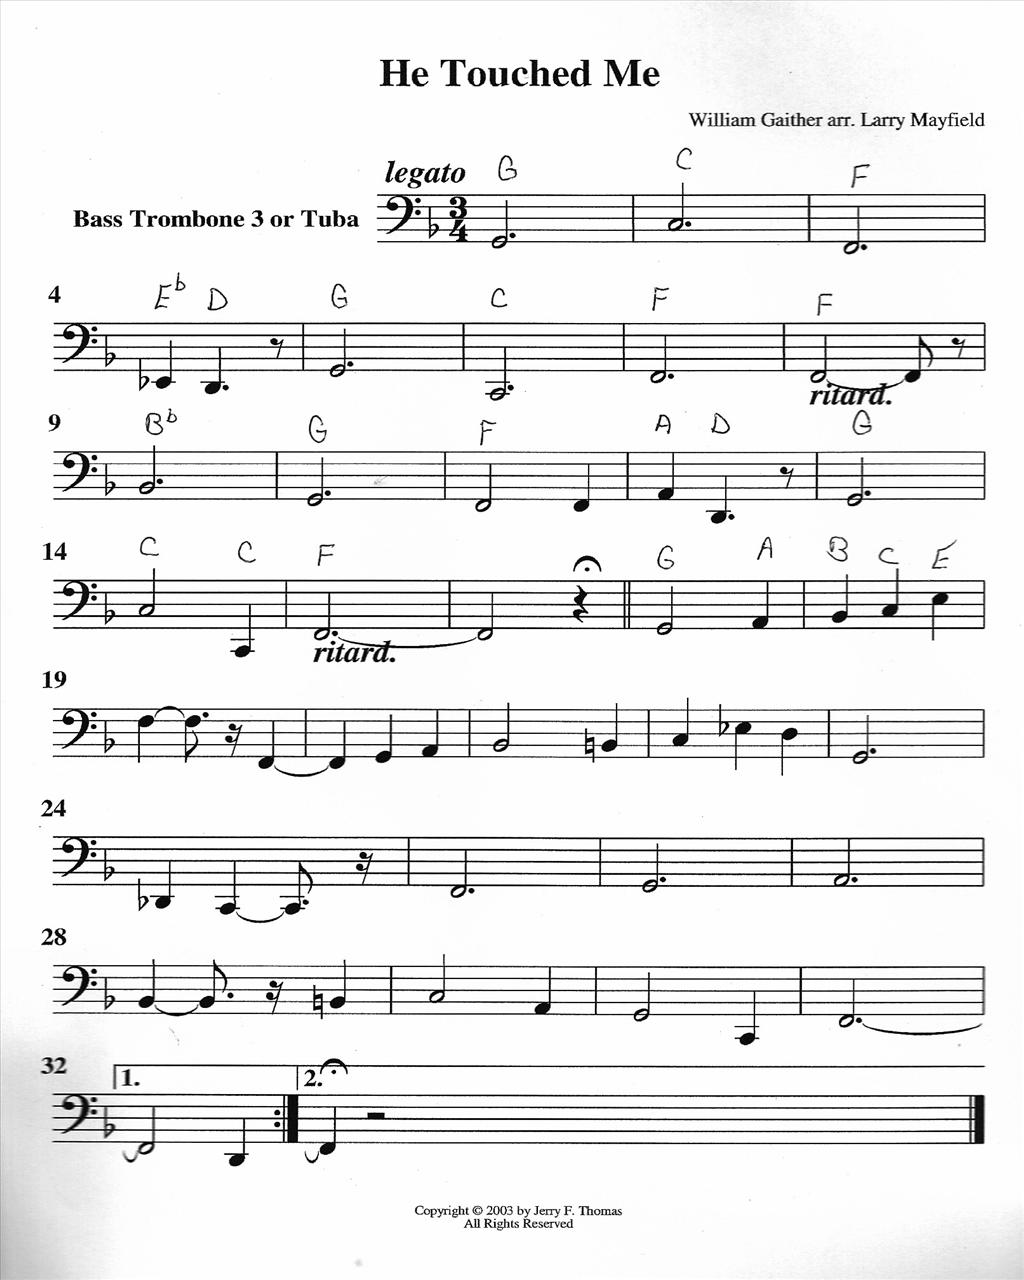 He Touched Me
William Gaither arr. Larry Mayfield
legato G C F
Bass Trombone 3 or Tuba
3
4
4 E♭ D G C F F
ritard.
9 B♭ G F A D G
14 C C F G A B C E
ritard.
19
24
28
32
1. 2.
Copyright © 2003 by Jerry F. Thomas
All Rights Reserved